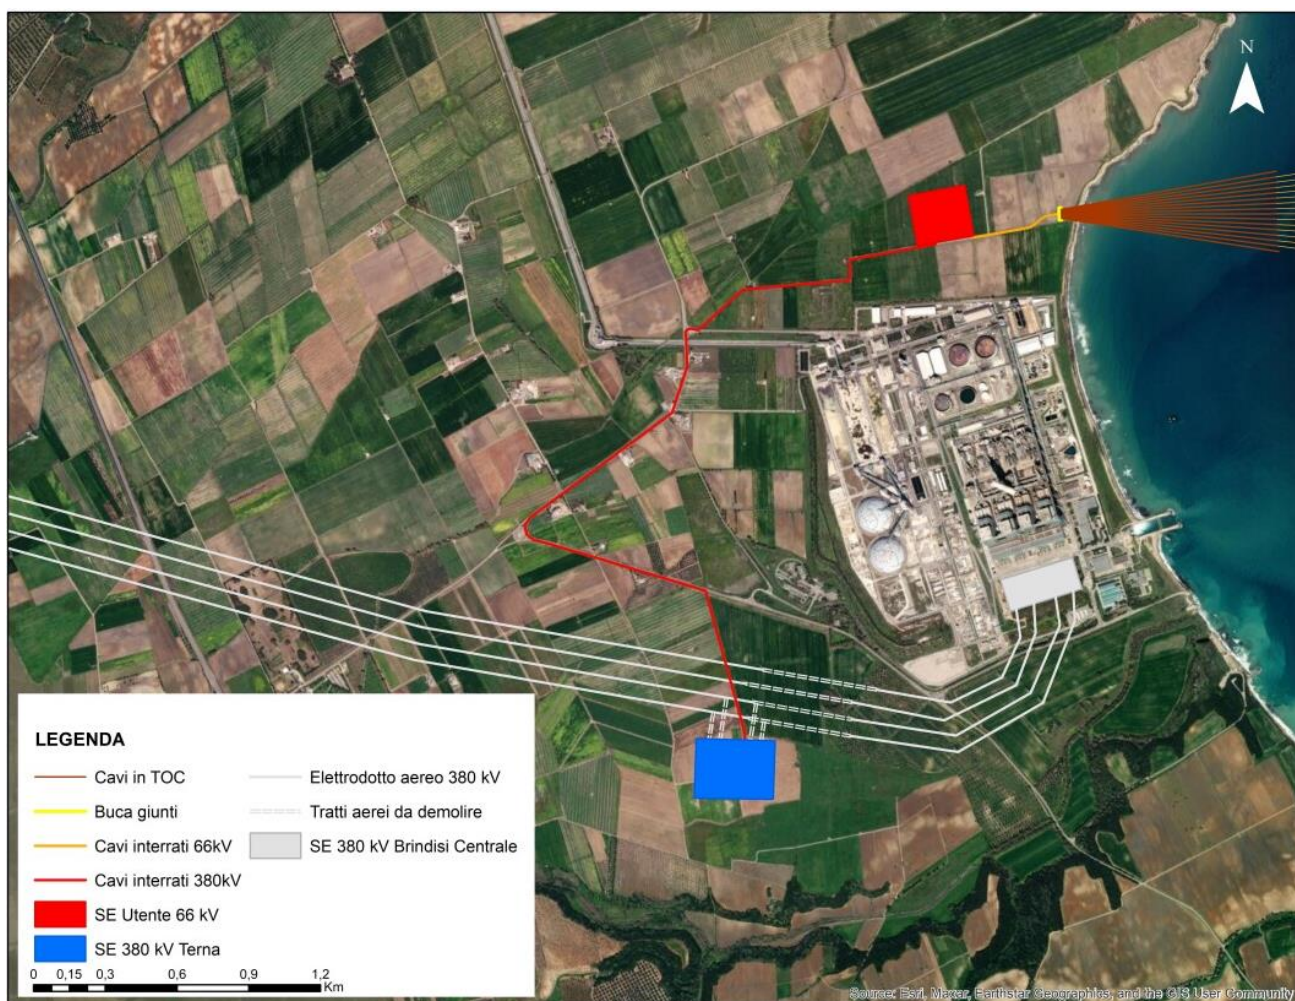 N
LEGENDA
Cavi in TOC
Buca giunti
Cavi interrati 66kV
Cavi interrati 380kV
SE Utente 66 kV
SE 380 kV Terna
Elettrodotto aereo 380 kV
Tratti aerei da demolire
SE 380 kV Brindisi Centrale
0 0,15 0,3 0,6 0,9 1,2
Km
Source: Esri, Maxar, Earthstar Geographics, and the GIS User Community